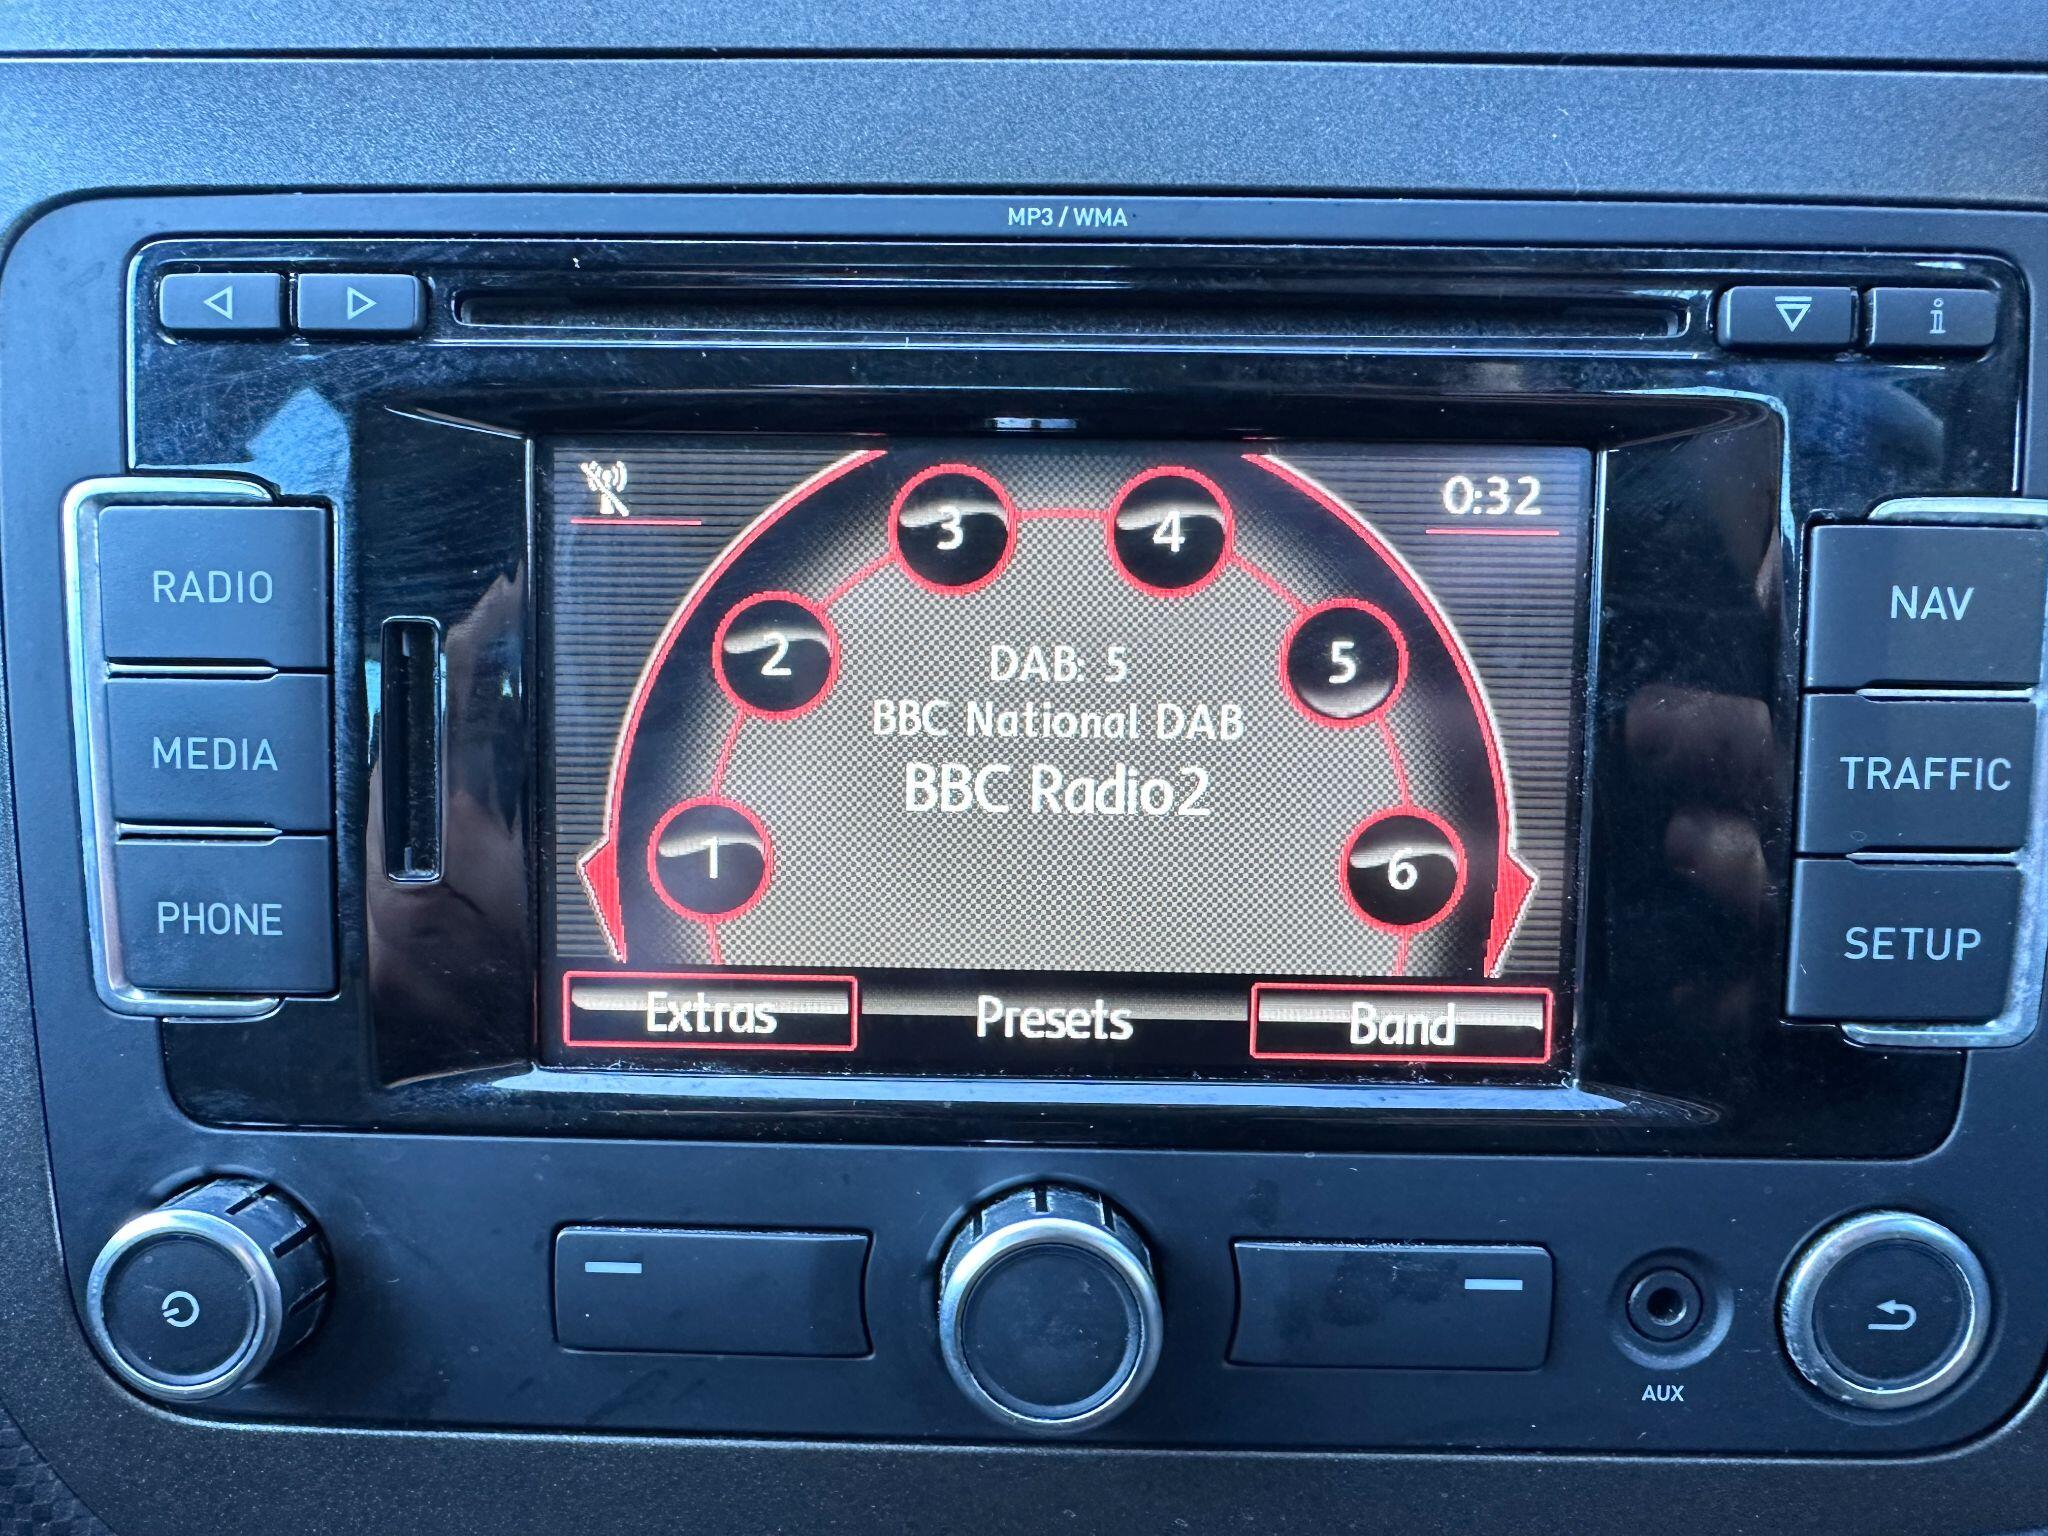 MP3 / WMA
i
0:32
3 4
RADIO
NAV
2 5
DAB: 5
BBC National DAB
MEDIA
TRAFFIC
BBC Radio2
1 6
PHONE
SETUP
Extras Presets Band
AUX